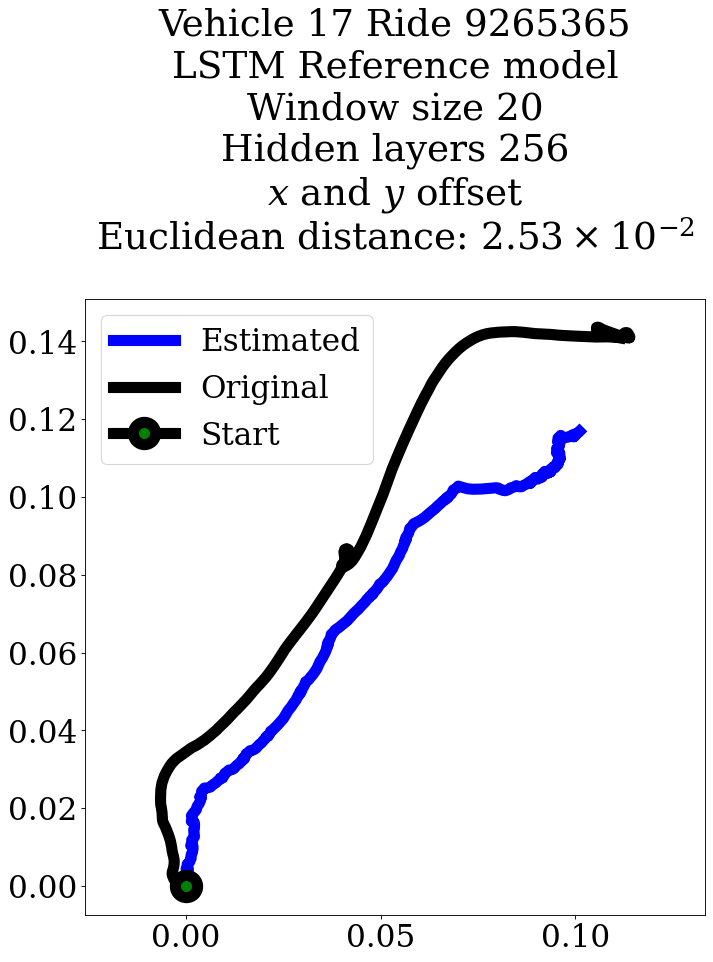 Vehicle 17 Ride 9265365
LSTM Reference model
Window size 20
Hidden layers 256
x and y offset
Euclidean distance: 2.53 × 10⁻²
Estimated
Original
Start
0.14
0.12
0.10
0.08
0.06
0.04
0.02
0.00
0.00 0.05 0.10